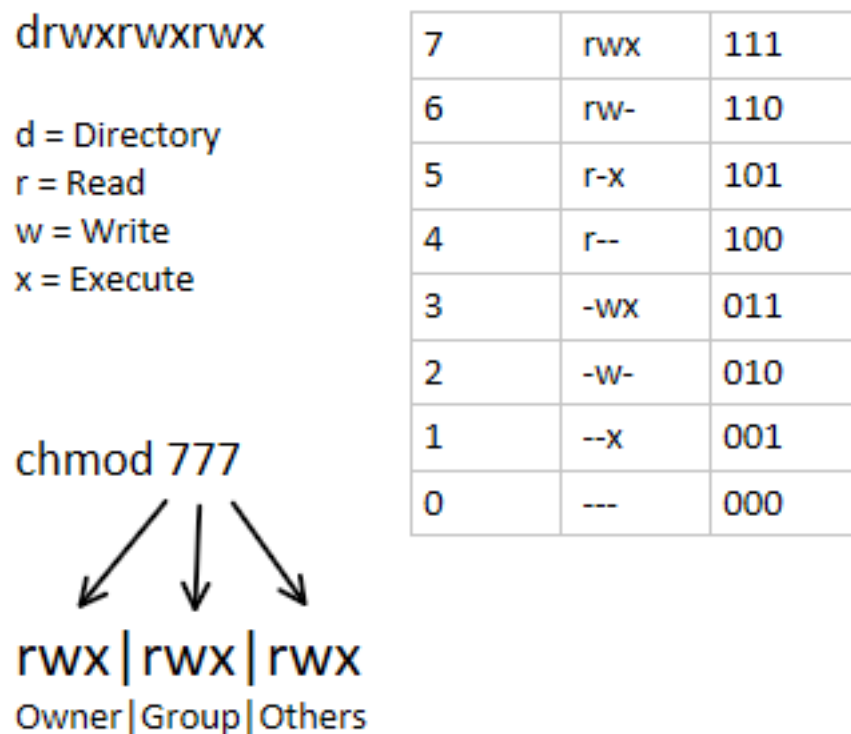 drwxrwxrwx
d = Directory
r = Read
w = Write
x = Execute
chmod 777
rwx|rwx|rwx
Owner|Group|Others
7 rwx 111
6 rw- 110
5 r-x 101
4 r-- 100
3 -wx 011
2 -w- 010
1 --x 001
0 --- 000